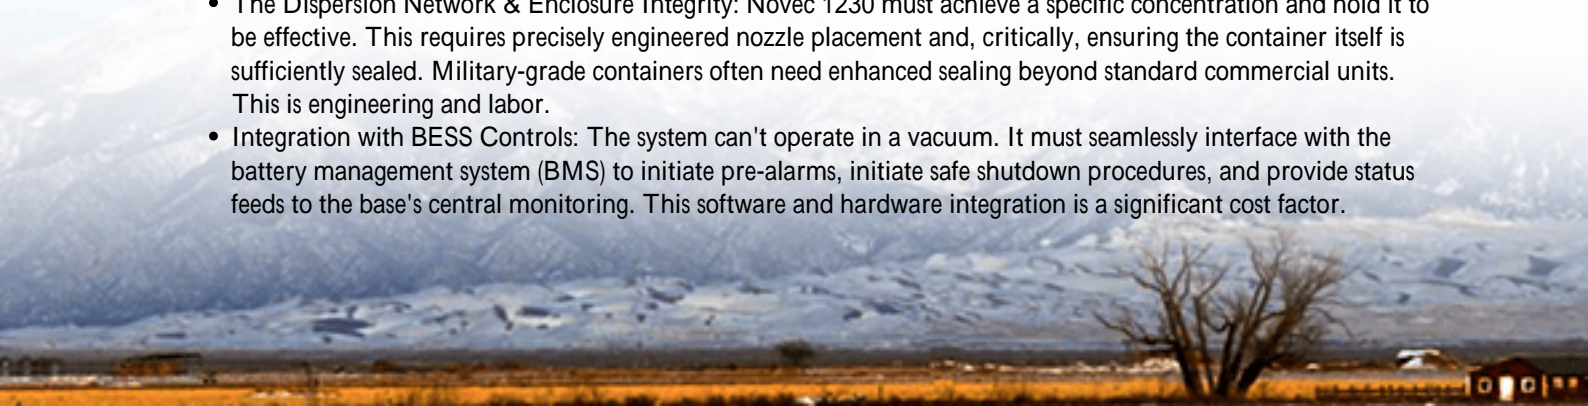 • The Dispersion Network & Enclosure Integrity: Novec 1230 must achieve a specific concentration and hold it to
be effective. This requires precisely engineered nozzle placement and, critically, ensuring the container itself is
sufficiently sealed. Military-grade containers often need enhanced sealing beyond standard commercial units.
This is engineering and labor.
• Integration with BESS Controls: The system can't operate in a vacuum. It must seamlessly interface with the
battery management system (BMS) to initiate pre-alarms, initiate safe shutdown procedures, and provide status
feeds to the base's central monitoring. This software and hardware integration is a significant cost factor.